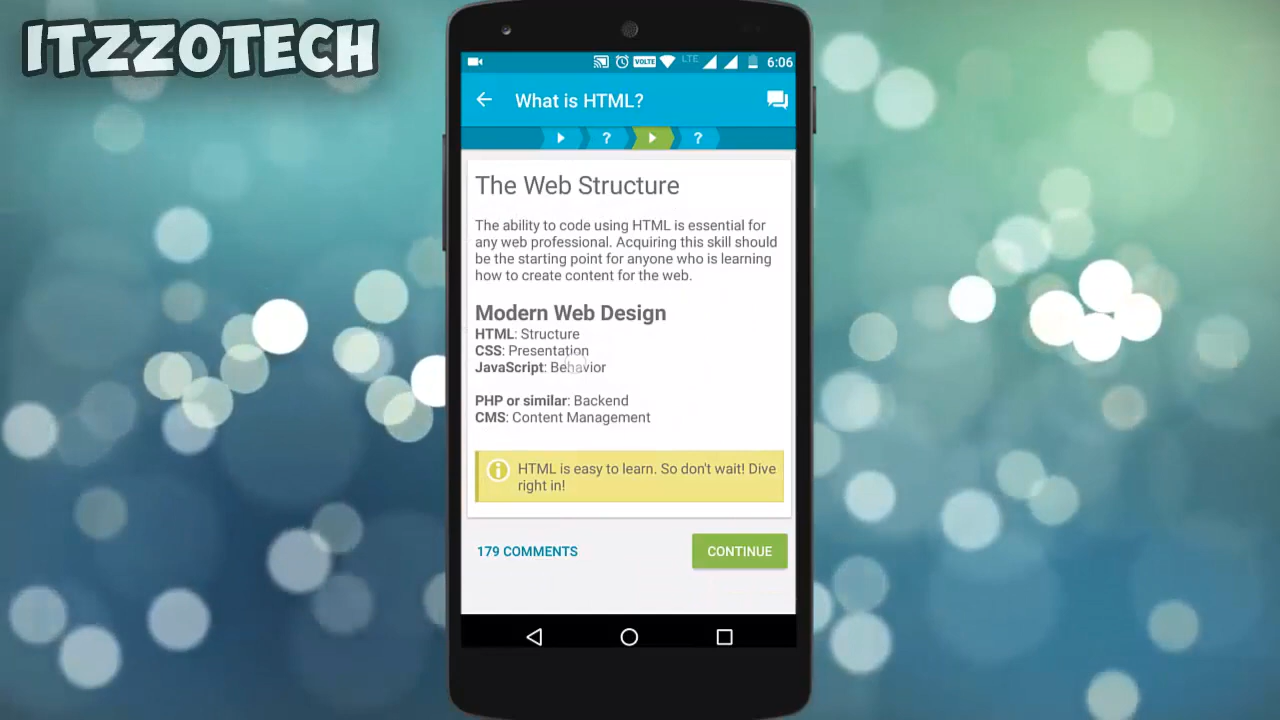 ITZZOTECH
VOLTE
LTE
6:06
What is HTML?
?
?
The Web Structure
The ability to code using HTML is essential for
any web professional. Acquiring this skill should
be the starting point for anyone who is learning
how to create content for the web.
Modern Web Design
HTML: Structure
CSS: Presentation
JavaScript: Behavior
PHP or similar: Backend
CMS: Content Management
HTML is easy to learn. So don't wait! Dive
right in!
179 COMMENTS
CONTINUE